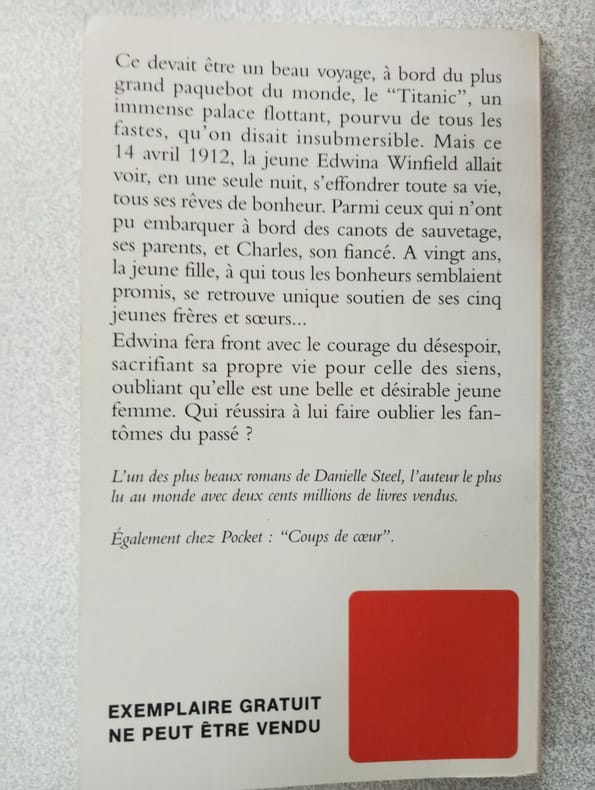 Ce devait être un beau voyage, à bord du plus
grand paquebot du monde, le “Titanic”, un
immense palace flottant, pourvu de tous les
fastes, qu’on disait insubmersible. Mais ce
14 avril 1912, la jeune Edwina Winfield allait
voir, en une seule nuit, s’effondrer toute sa vie,
tous ses rêves de bonheur. Parmi ceux qui n’ont
pu embarquer à bord des canots de sauvetage,
ses parents, et Charles, son fiancé. A vingt ans,
la jeune fille, à qui tous les bonheurs semblaient
promis, se retrouve unique soutien de ses cinq
jeunes frères et sœurs...
Edwina fera front avec le courage du désespoir,
sacrifiant sa propre vie pour celle des siens,
oubliant qu’elle est une belle et désirable jeune
femme. Qui réussira à lui faire oublier les fan-
tômes du passé ?
L’un des plus beaux romans de Danielle Steel, l’auteur le plus
lu au monde avec deux cents millions de livres vendus.
Également chez Pocket : “Coups de cœur”.
EXEMPLAIRE GRATUIT
NE PEUT ÊTRE VENDU